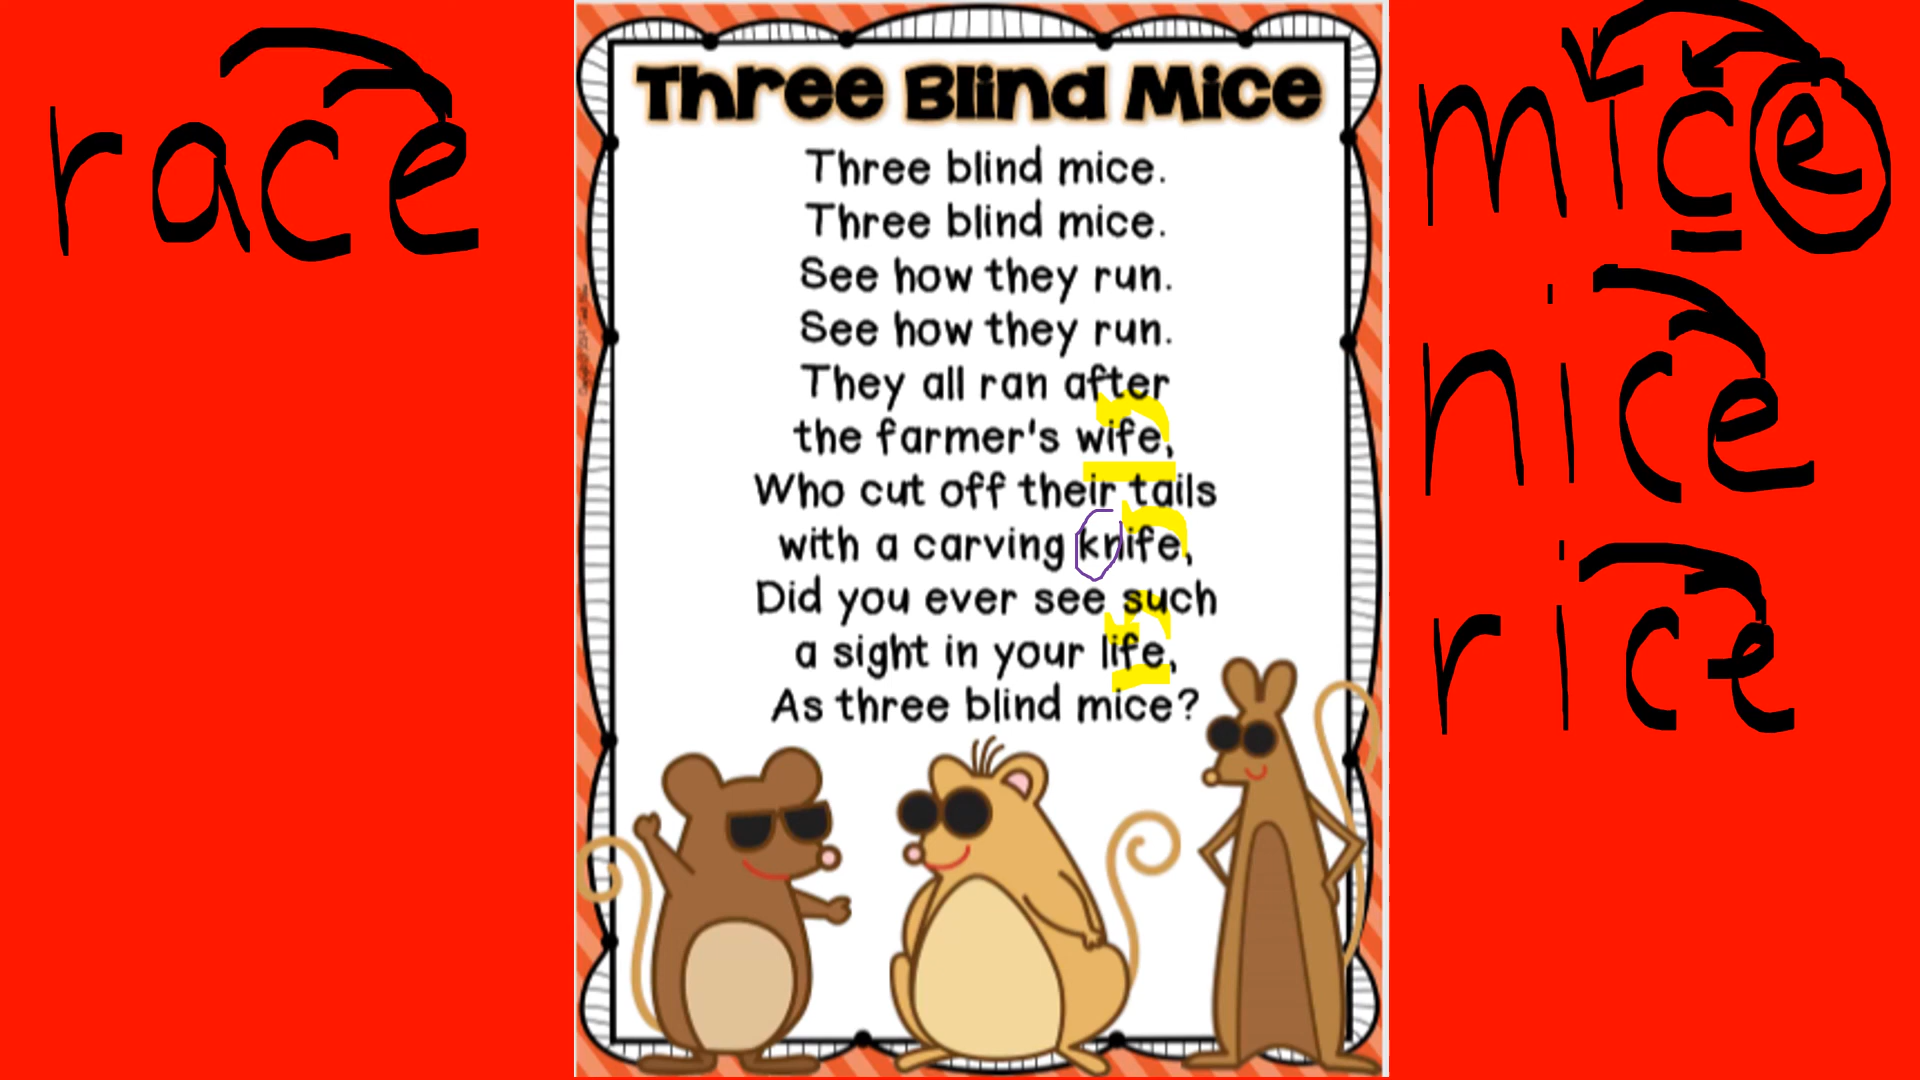 race
Three Blind Mice
Three blind mice.
Three blind mice.
See how they run.
See how they run.
They all ran after
the farmer's wife,
Who cut off their tails
with a carving knife,
Did you ever see such
a sight in your life,
As three blind mice?
mice
nice
rice